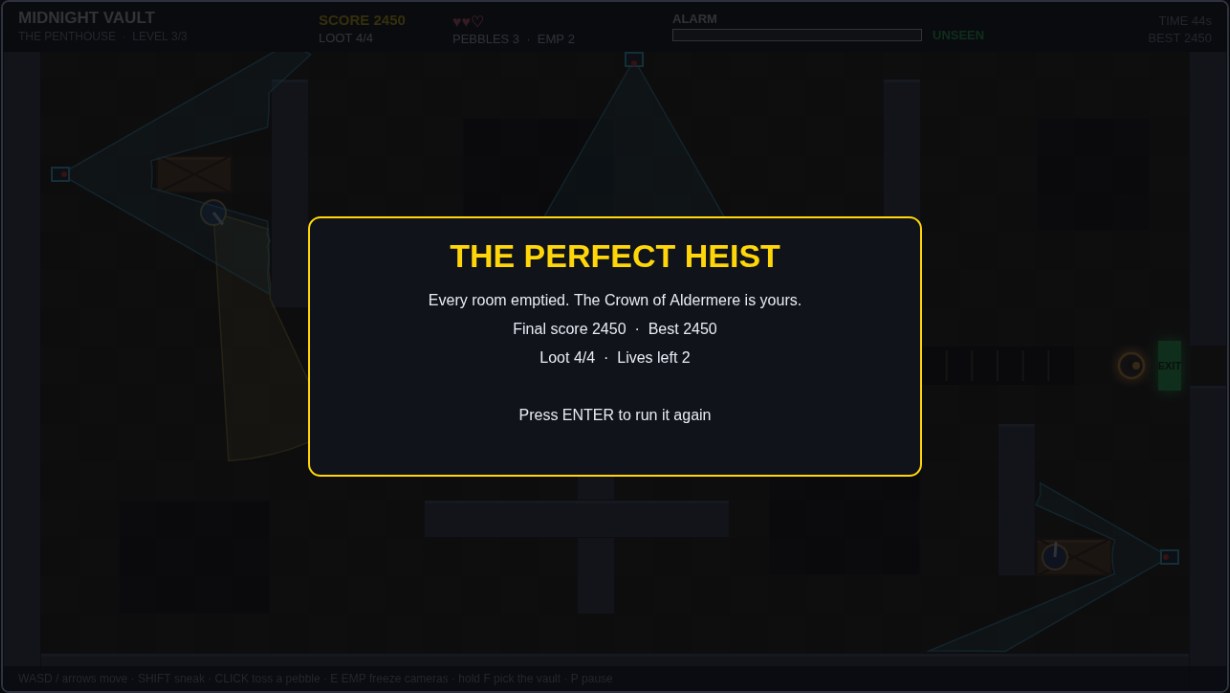 MIDNIGHT VAULT
THE PENTHOUSE · LEVEL 3/3
SCORE 2450
LOOT 4/4
♥♥♡
PEBBLES 3 · EMP 2
ALARM
UNSEEN
TIME 44s
BEST 2450
THE PERFECT HEIST
Every room emptied. The Crown of Aldermere is yours.
Final score 2450 · Best 2450
Loot 4/4 · Lives left 2
Press ENTER to run it again
EXIT
WASD / arrows move · SHIFT sneak · CLICK toss a pebble · E EMP freeze cameras · hold F pick the vault · P pause